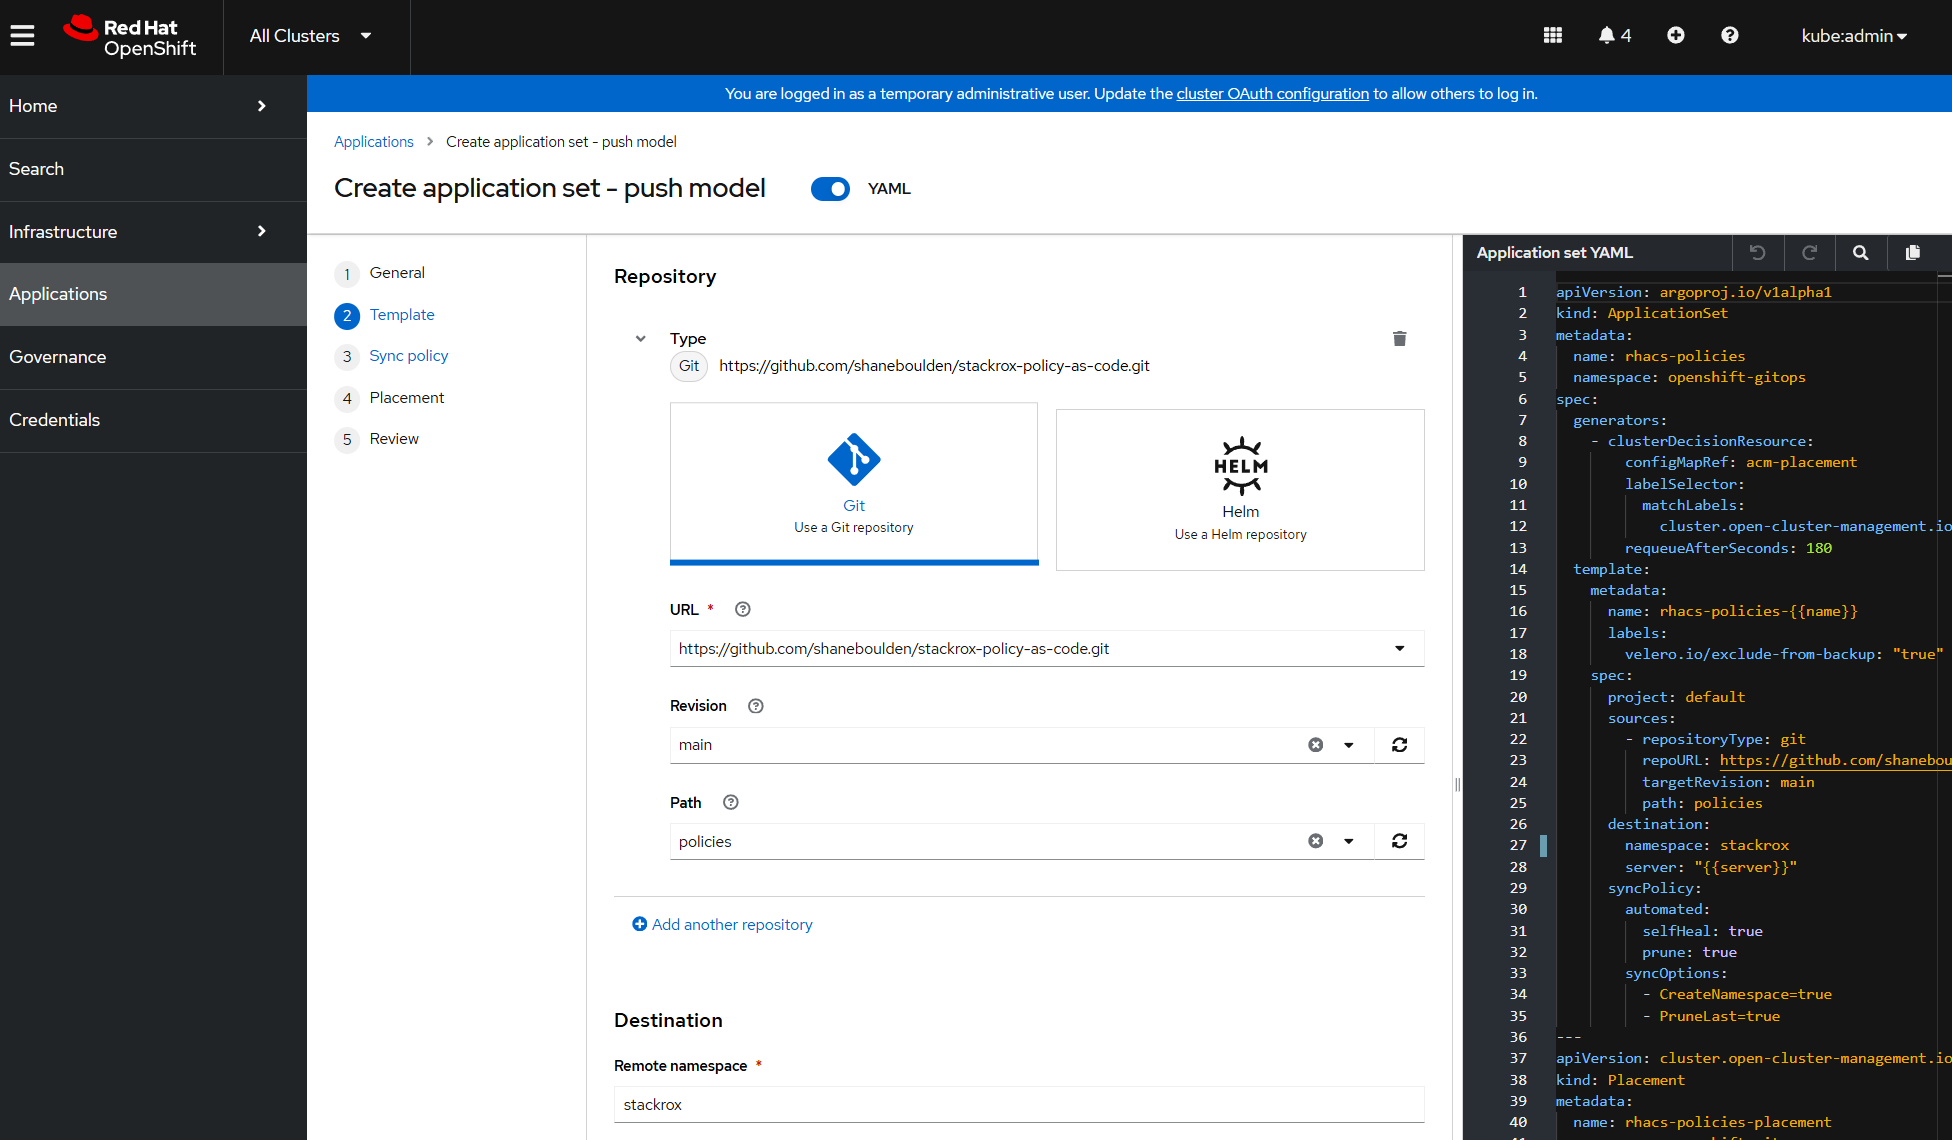 Red Hat
OpenShift
All Clusters
4
kube:admin
Home
Search
Infrastructure
Applications
Governance
Credentials
You are logged in as a temporary administrative user. Update the cluster OAuth configuration to allow others to log in.
Applications > Create application set - push model
Create application set - push model
YAML
1 General
2 Template
3 Sync policy
4 Placement
5 Review
Repository
Type
Git https://github.com/shaneboulden/stackrox-policy-as-code.git
Git
Use a Git repository
HELM
Helm
Use a Helm repository
URL *
https://github.com/shaneboulden/stackrox-policy-as-code.git
Revision
main
Path
policies
Add another repository
Destination
Remote namespace *
stackrox
Application set YAML
1 apiVersion: argoproj.io/v1alpha1
2 kind: ApplicationSet
3 metadata:
4 name: rhacs-policies
5 namespace: openshift-gitops
6 spec:
7 generators:
8 - clusterDecisionResource:
9 configMapRef: acm-placement
10 labelSelector:
11 matchLabels:
12 cluster.open-cluster-management.io
13 requeueAfterSeconds: 180
14 template:
15 metadata:
16 name: rhacs-policies-{{name}}
17 labels:
18 velero.io/exclude-from-backup: "true"
19 spec:
20 project: default
21 sources:
22 - repositoryType: git
23 repoURL: https://github.com/shanebou
24 targetRevision: main
25 path: policies
26 destination:
27 namespace: stackrox
28 server: "{{server}}"
29 syncPolicy:
30 automated:
31 selfHeal: true
32 prune: true
33 syncOptions:
34 - CreateNamespace=true
35 - PruneLast=true
36 ---
37 apiVersion: cluster.open-cluster-management.io
38 kind: Placement
39 metadata:
40 name: rhacs-policies-placement